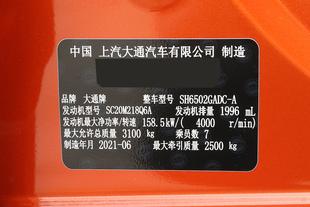 中国 上汽大通汽车有限公司 制造
品牌 大通牌 整车型号 SH6502GADC-A
发动机型号 SC20M218Q6A 发动机排量 1996 mL
发动机最大净功率/转速 158.5kW/( 4000 r/min)
最大允许总质量 3100 kg 乘员数 7
制造年月 2021-06 最大牵引质量 2500 kg